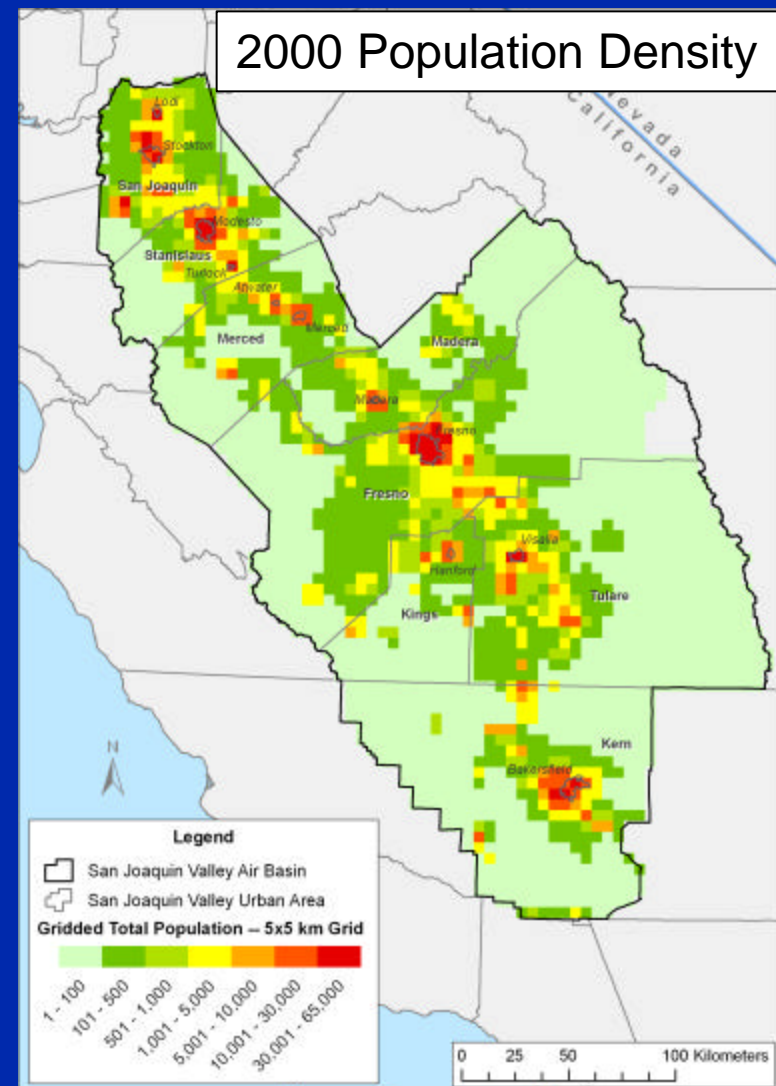 2000 Population Density
Nevada
California
Lodi
Stockton
San Joaquin
Modesto
Stanislaus
Turlock
Atwater
Merced
Merced
Madera
Madera
Fresno
Fresno
Visalia
Hanford
Tulare
Kings
Kern
Bakersfield
N
Legend
San Joaquin Valley Air Basin
San Joaquin Valley Urban Area
Gridded Total Population -- 5x5 km Grid
1 - 100
101 - 500
501 - 1,000
1,001 - 5,000
5,001 - 10,000
10,001 - 30,000
30,001 - 65,000
0 25 50 100 Kilometers